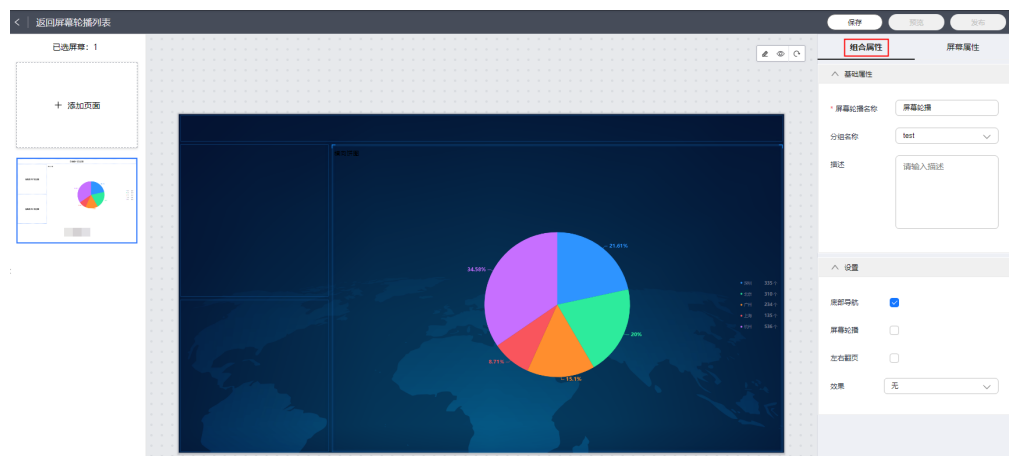 返回屏幕轮播列表
保存
预览
发布
已选屏幕：1
+ 添加页面
组合属性
屏幕属性
基础属性
* 屏幕轮播名称
屏幕轮播
分组名称
test
描述
请输入描述
设置
底部导航
屏幕轮播
左右翻页
效果
无
21.61%
20%
15.1%
8.71%
34.58%